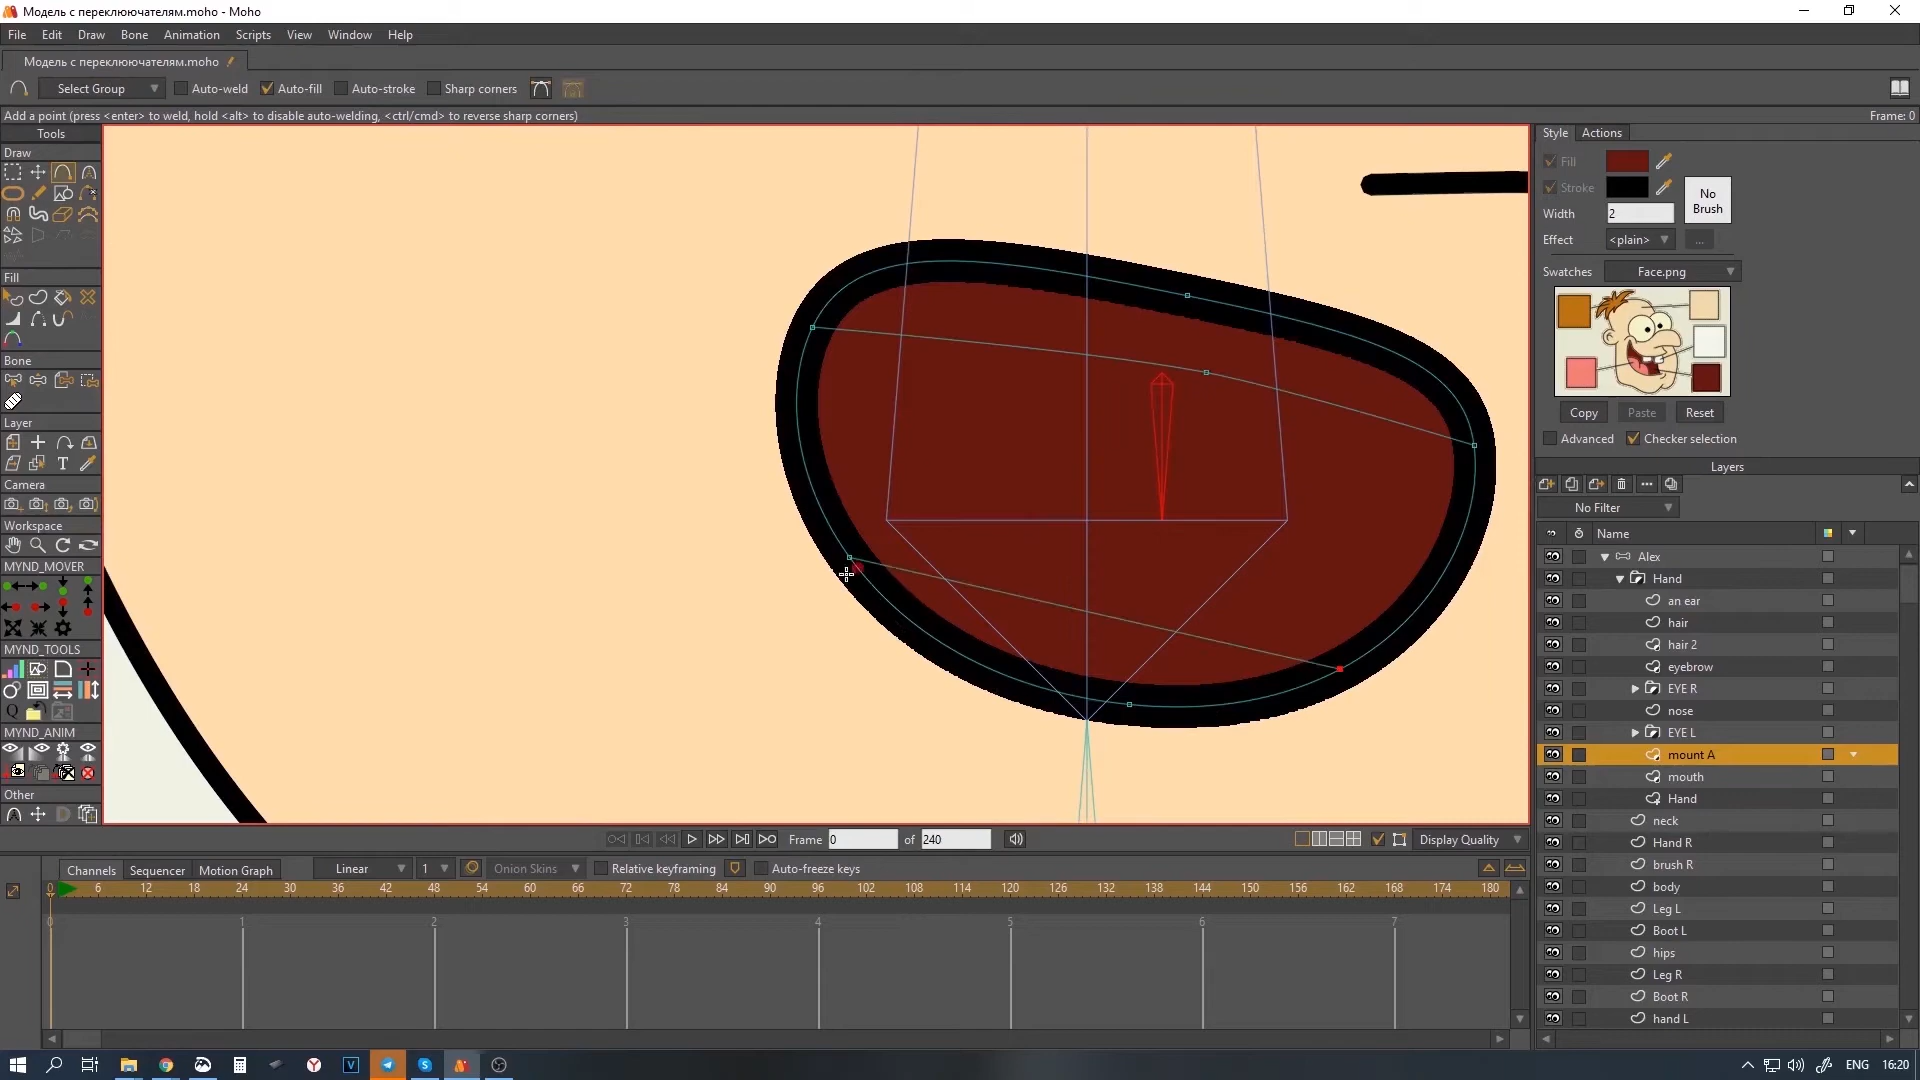 Модель с переклюючателям.moho - Moho
File Edit Draw Bone Animation Scripts View Window Help
Модель с переклюючателям.moho
Select Group Auto-weld Auto-fill Auto-stroke Sharp corners
Add a point (press <enter> to weld, hold <alt> to disable auto-welding, <ctrl/cmd> to reverse sharp corners) Frame: 0
Tools
Draw
Fill
Bone
Layer
Camera
Workspace
MYND_MOVER
MYND_TOOLS
MYND_ANIM
Other
Style Actions
Fill
Stroke
No Brush
Width 2
Effect <plain> ...
Swatches Face.png
Copy Paste Reset
Advanced Checker selection
Layers
No Filter
Name
Alex
Hand
an ear
hair
hair 2
eyebrow
EYE R
nose
EYE L
mount A
mouth
Hand
neck
Hand R
brush R
body
Leg L
Boot L
hips
Leg R
Boot R
hand L
Frame 0 of 240 Display Quality
Channels Sequencer Motion Graph Linear 1 Onion Skins Relative keyframing Auto-freeze keys
0 6 12 18 24 30 36 42 48 54 60 66 72 78 84 90 96 102 108 114 120 126 132 138 144 150 156 162 168 174 180
0 1 2 3 4 5 6 7
ENG 16:20